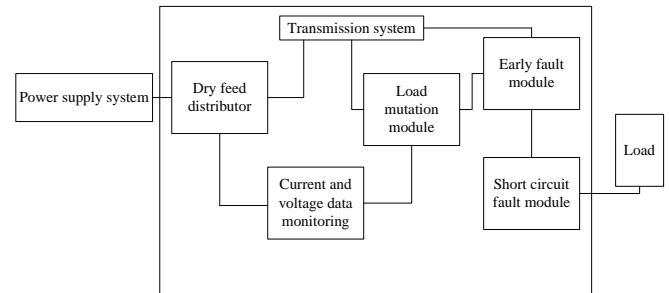 Transmission system
Power supply system
Dry feed
distributor
Load
mutation
module
Early fault
module
Current and
voltage data
monitoring
Short circuit
fault module
Load